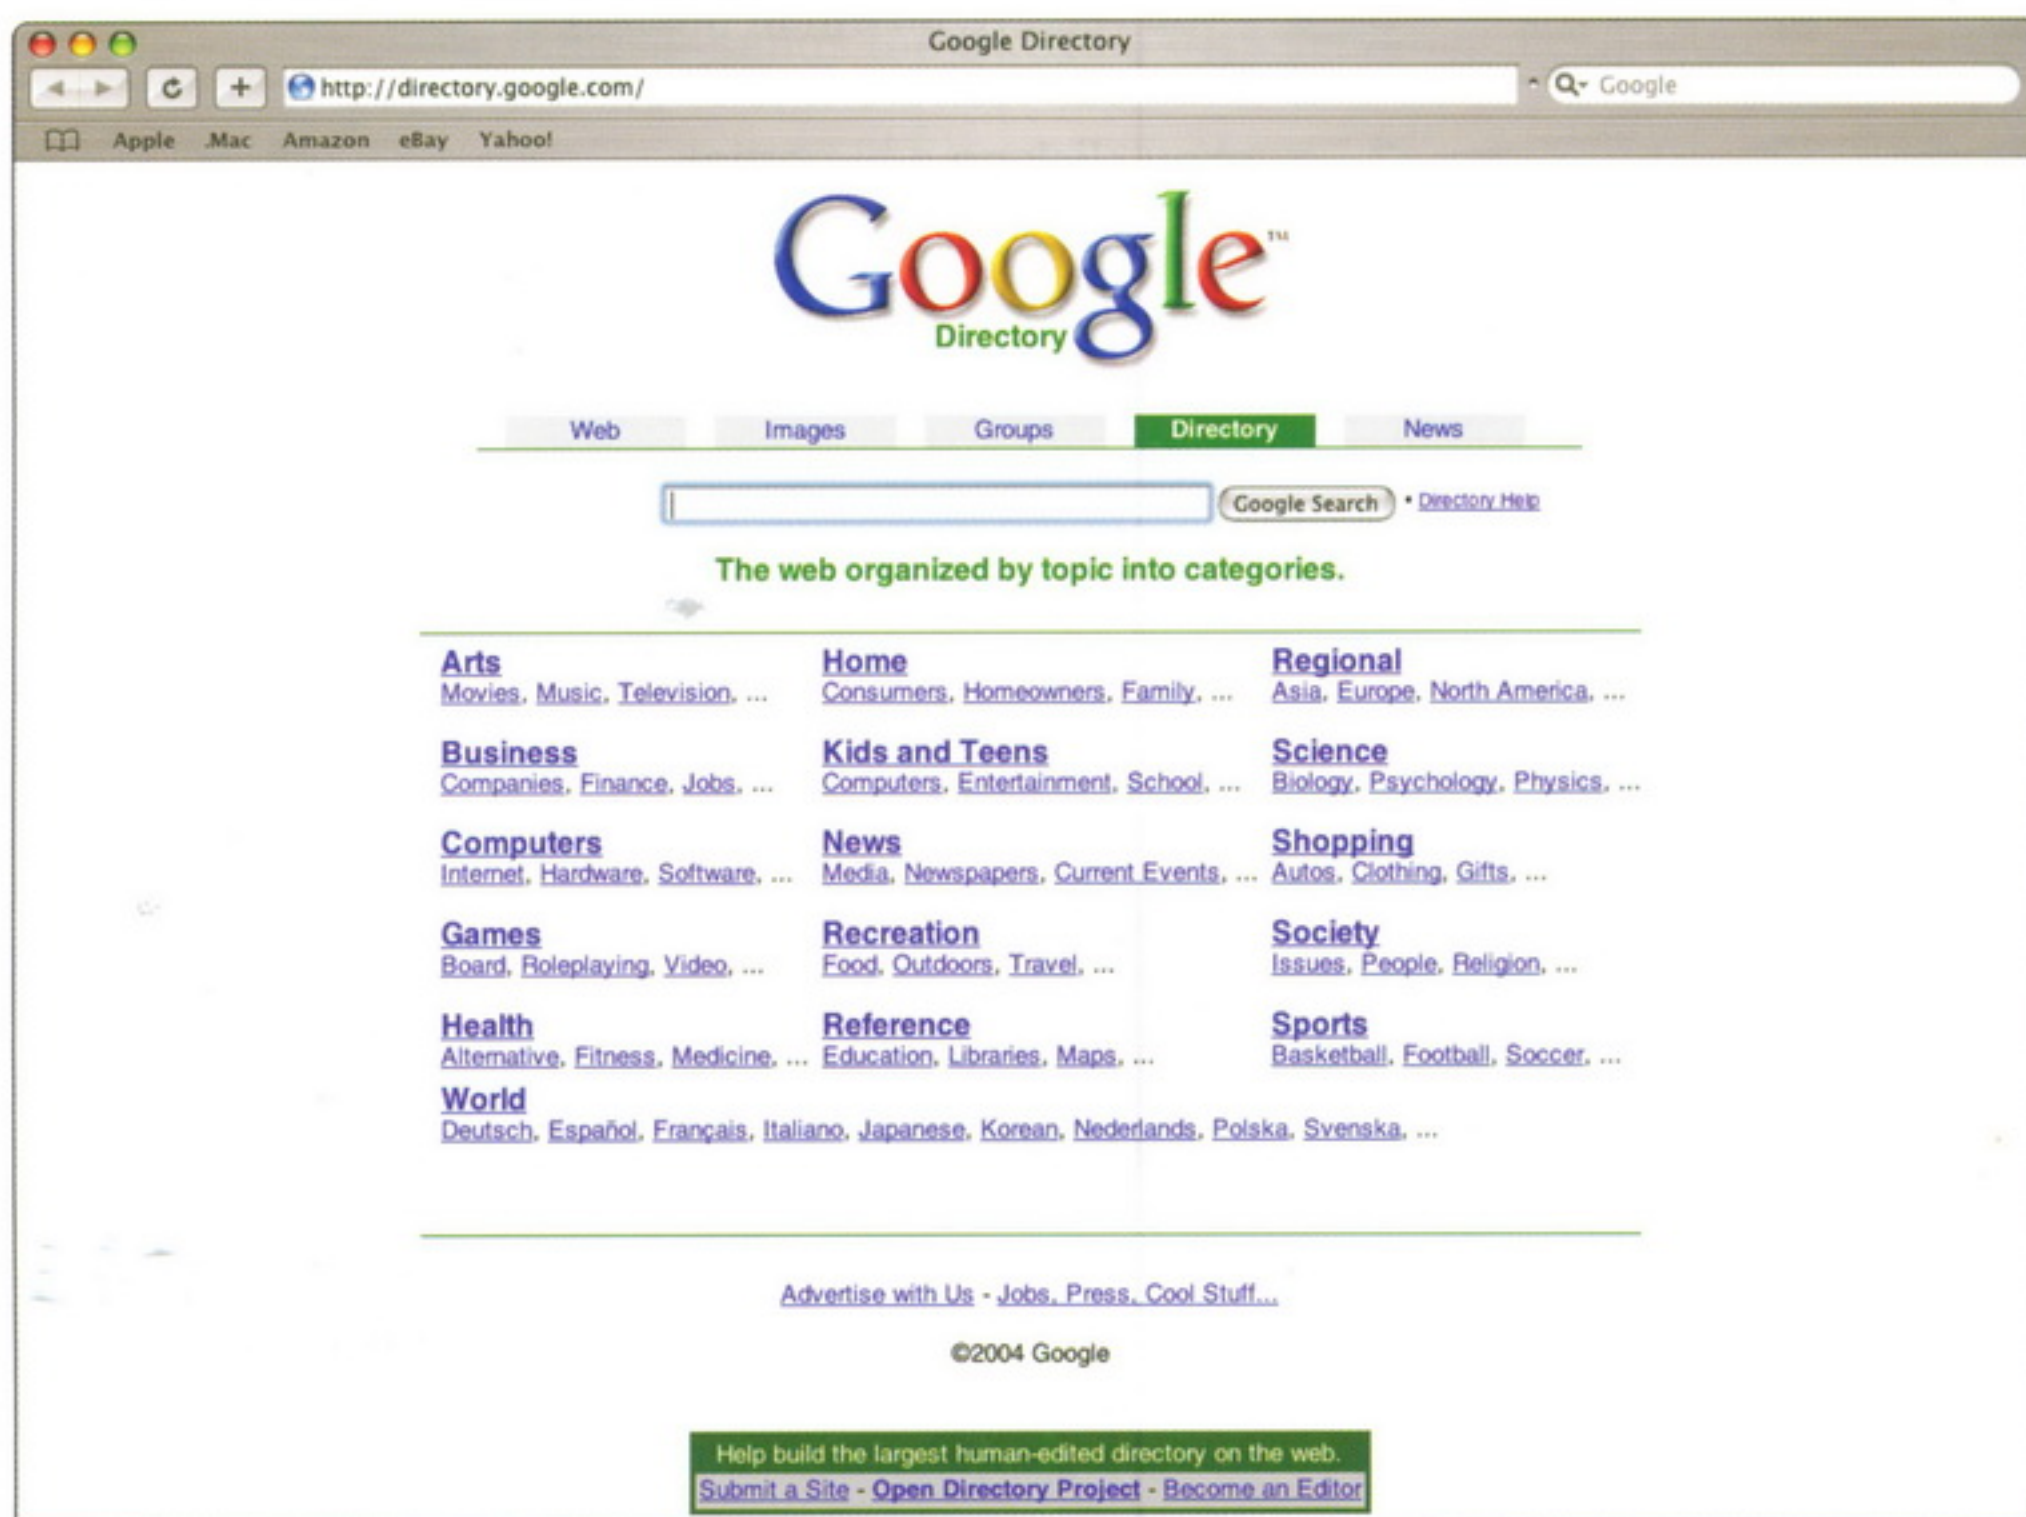 Google Directory
http://directory.google.com/
Google
Apple .Mac Amazon eBay Yahoo!
Google™
Directory
Web Images Groups Directory News
Google Search • Directory Help
The web organized by topic into categories.
Arts
Movies, Music, Television, ...
Home
Consumers, Homeowners, Family, ...
Regional
Asia, Europe, North America, ...
Business
Companies, Finance, Jobs, ...
Kids and Teens
Computers, Entertainment, School, ...
Science
Biology, Psychology, Physics, ...
Computers
Internet, Hardware, Software, ...
News
Media, Newspapers, Current Events, ...
Shopping
Autos, Clothing, Gifts, ...
Games
Board, Roleplaying, Video, ...
Recreation
Food, Outdoors, Travel, ...
Society
Issues, People, Religion, ...
Health
Alternative, Fitness, Medicine, ...
Reference
Education, Libraries, Maps, ...
Sports
Basketball, Football, Soccer, ...
World
Deutsch, Español, Français, Italiano, Japanese, Korean, Nederlands, Polska, Svenska, ...
Advertise with Us - Jobs, Press, Cool Stuff...
©2004 Google
Help build the largest human-edited directory on the web.
Submit a Site - Open Directory Project - Become an Editor